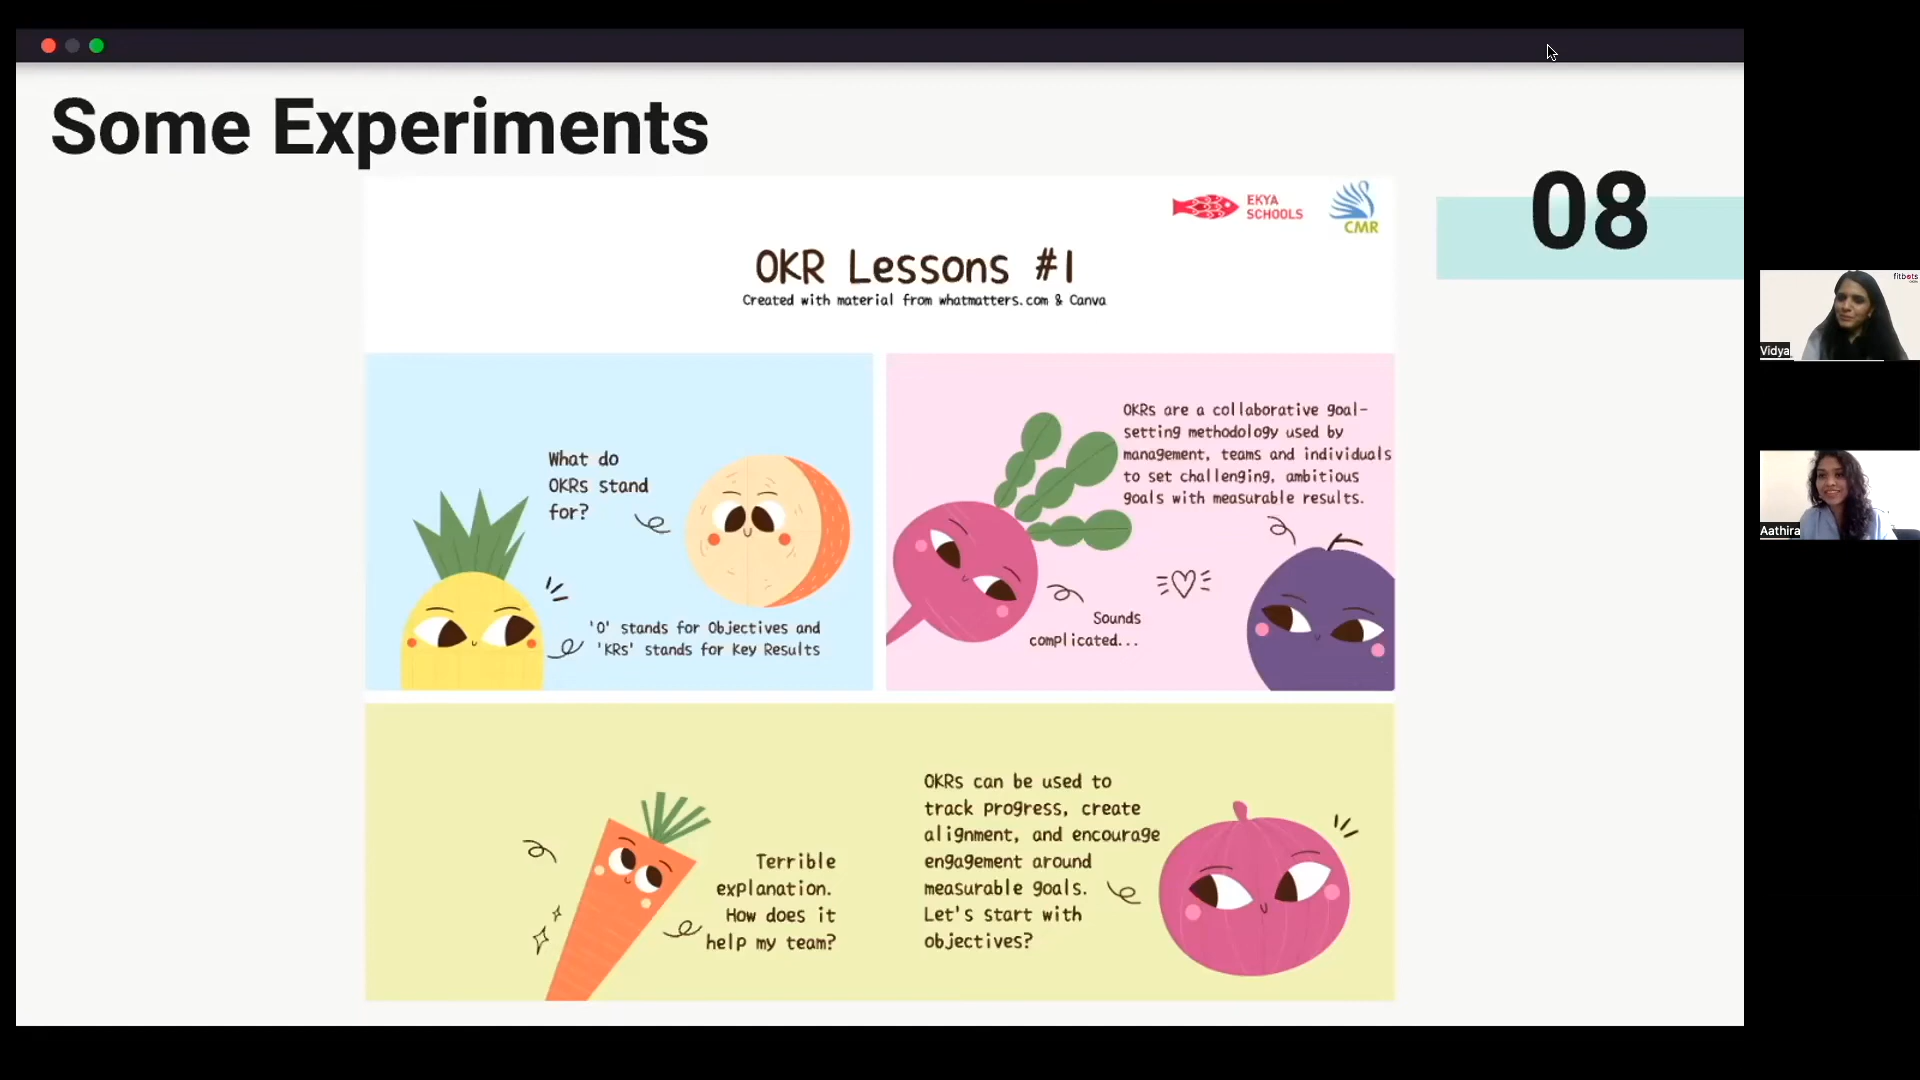 Some Experiments
08
EKYA
SCHOOLS
CMR
OKR Lessons #1
Created with material from whatmatters.com & Canva
What do
OKRs stand
for?
'O' stands for Objectives and
'KRs' stands for Key Results
OKRs are a collaborative goal-
setting methodology used by
management, teams and individuals
to set challenging, ambitious
goals with measurable results.
Sounds
complicated...
Terrible
explanation.
How does it
help my team?
OKRs can be used to
track progress, create
alignment, and encourage
engagement around
measurable goals.
Let's start with
objectives?
fitbots
Vidya
Aathira